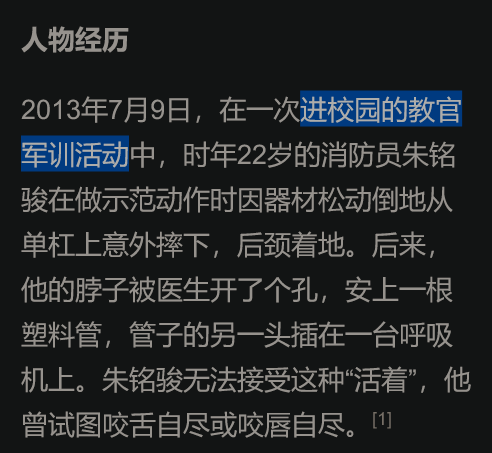 人物经历
2013年7月9日，在一次进校园的教官
军训活动中，时年22岁的消防员朱铭
骏在做示范动作时因器材松动倒地从
单杠上意外摔下，后颈着地。后来，
他的脖子被医生开了个孔，安上一根
塑料管，管子的另一头插在一台呼吸
机上。朱铭骏无法接受这种“活着”，他
曾试图咬舌自尽或咬唇自尽。[1]